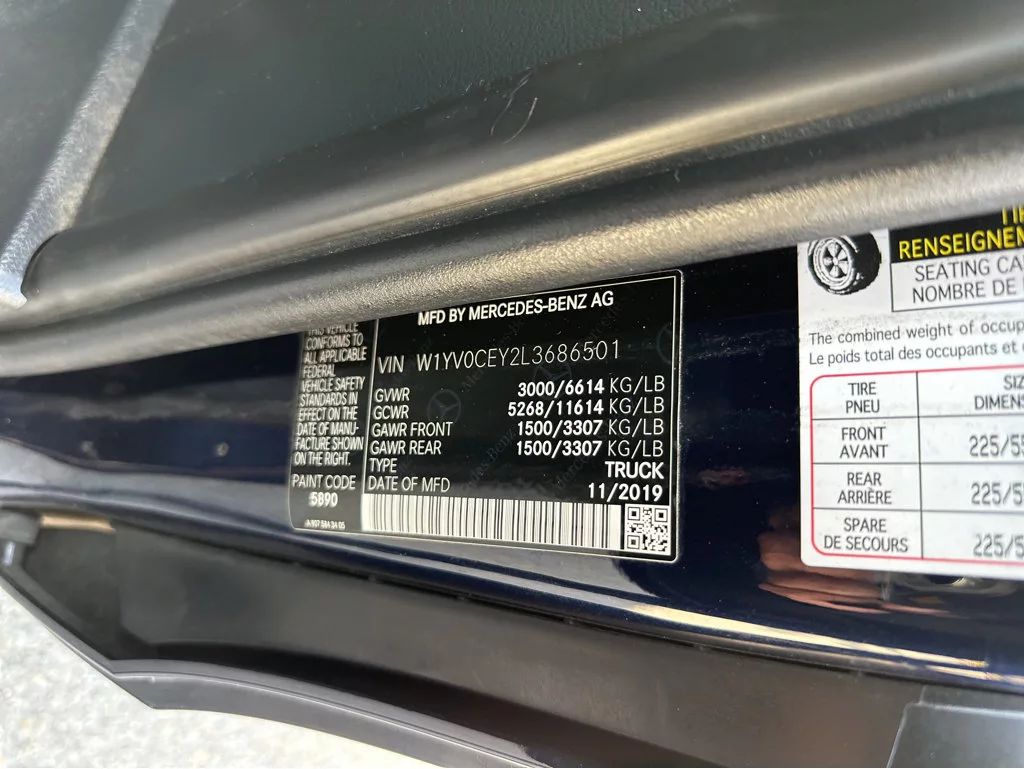 MFD BY MERCEDES-BENZ AG
THIS VEHICLE
CONFORMS TO
ALL APPLICABLE
FEDERAL
VEHICLE SAFETY
STANDARDS IN
EFFECT ON THE
DATE OF MANU-
FACTURE SHOWN
ON THE RIGHT.
PAINT CODE
5890
VIN W1YV0CEY2L3686501
GVWR 3000/6614 KG/LB
GCWR 5268/11614 KG/LB
GAWR FRONT 1500/3307 KG/LB
GAWR REAR 1500/3307 KG/LB
TYPE TRUCK
DATE OF MFD 11/2019
RENSEIGNEM
SEATING CA
NOMBRE DE
The combined weight of occup
Le poids total des occupants et
TIRE
PNEU
SIZ
DIMENS
FRONT
AVANT
225/55
REAR
ARRIÈRE
225/5
SPARE
DE SECOURS
225/5